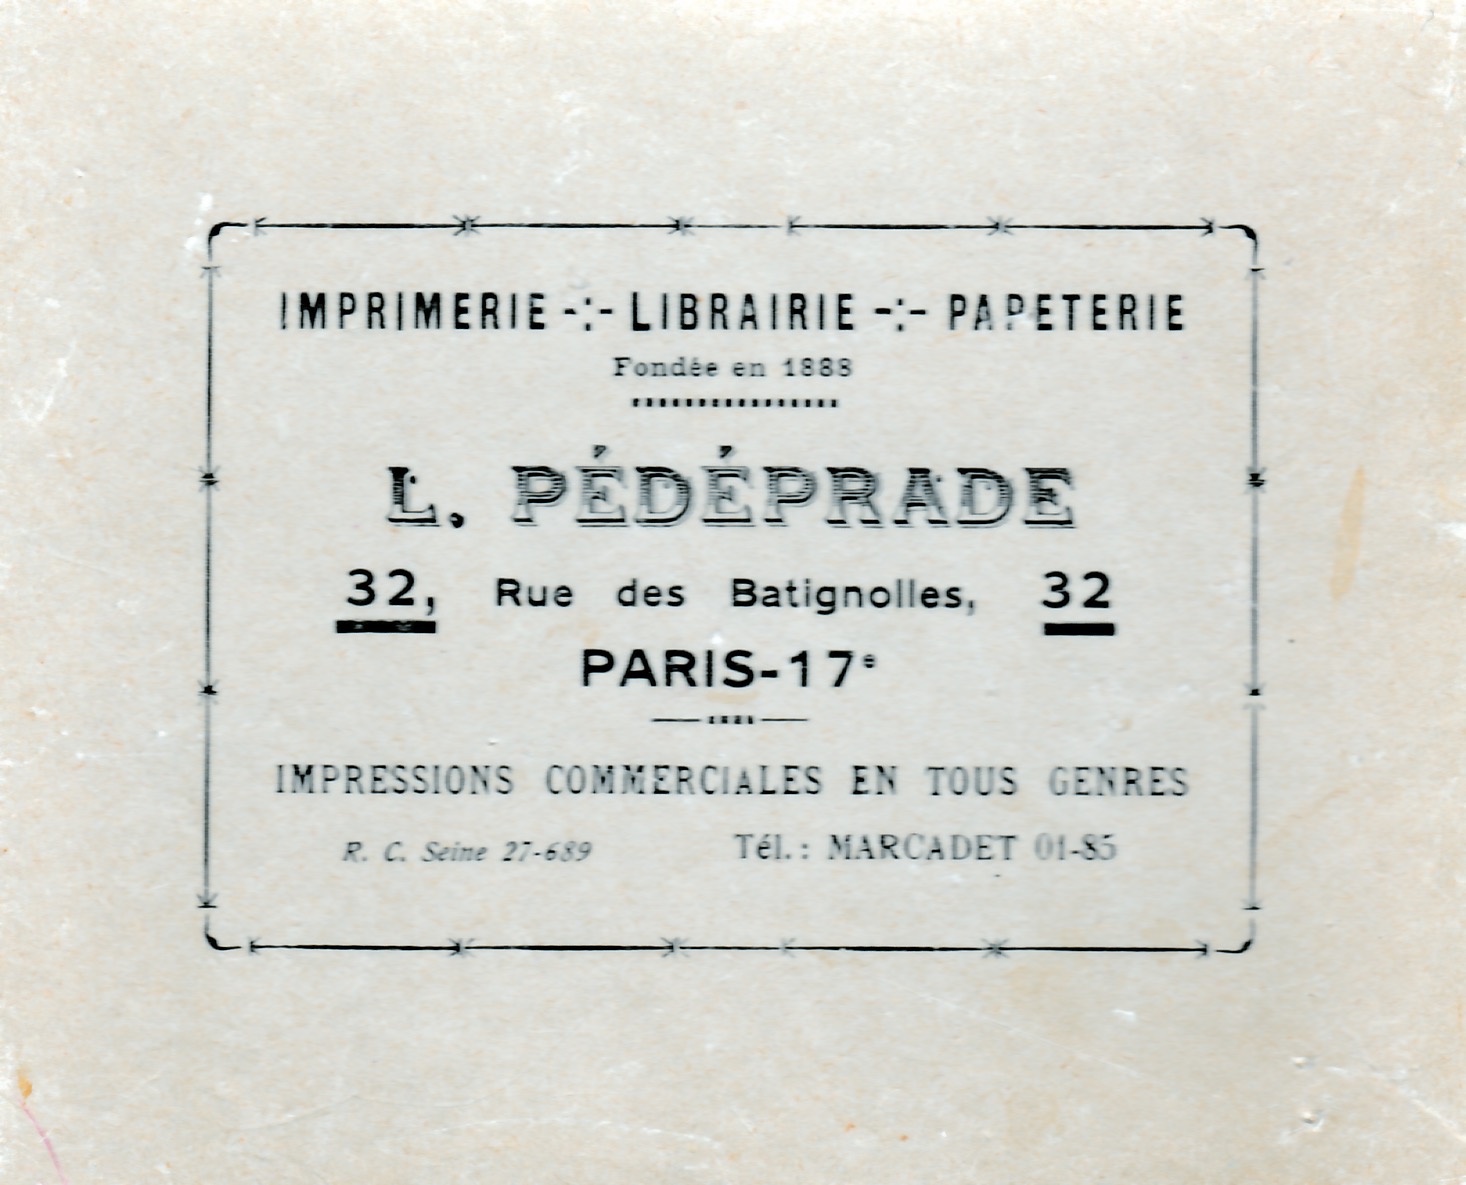 IMPRIMERIE -:- LIBRAIRIE -:- PAPETERIE
Fondée en 1888
L. PÉDÉPRADE
32, Rue des Batignolles, 32
PARIS-17e
IMPRESSIONS COMMERCIALES EN TOUS GENRES
R. C. Seine 27-689 Tél.: MARCADET 01-85